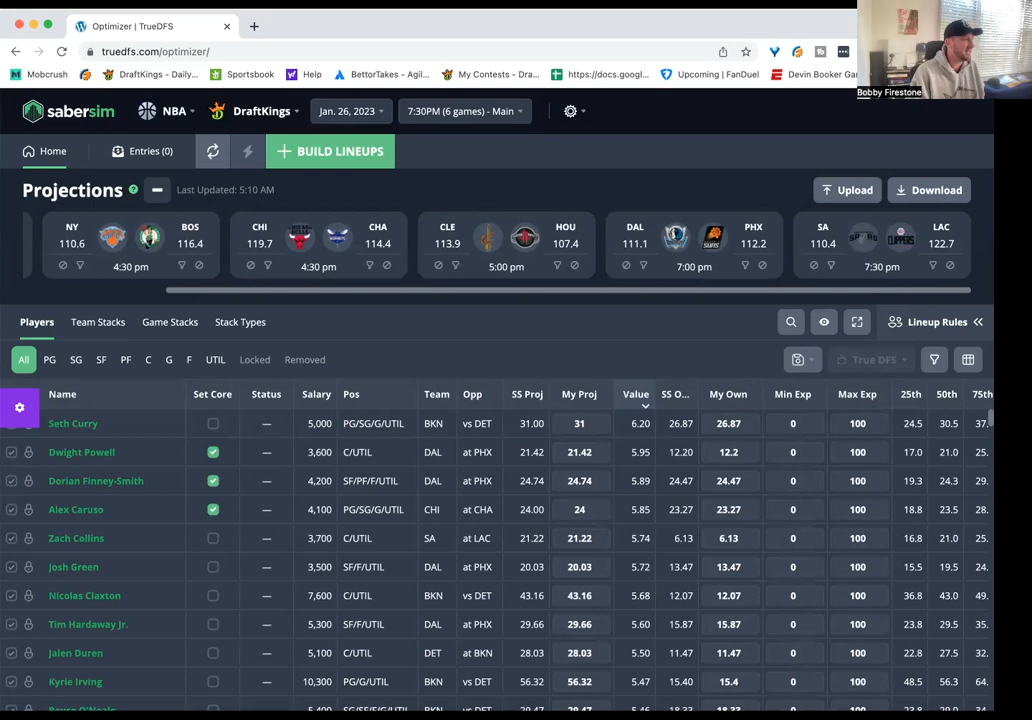 Optimizer | TrueDFS
truedfs.com/optimizer/
Mobcrush DraftKings - Daily... Sportsbook Help BettorTakes - Agil... My Contests - Dra... https://docs.googl... Upcoming | FanDuel Devin Booker Gar
Bobby Firestone
sabersim NBA DraftKings Jan. 26, 2023 7:30PM (6 games) - Main
Home Entries (0) + BUILD LINEUPS
Projections Last Updated: 5:10 AM Upload Download
NY BOS CHI CHA CLE HOU DAL PHX SA LAC
110.6 116.4 119.7 114.4 113.9 107.4 111.1 112.2 110.4 122.7
4:30 pm 4:30 pm 5:00 pm 7:00 pm 7:30 pm
Players Team Stacks Game Stacks Stack Types Lineup Rules
All PG SG SF PF C G F UTIL Locked Removed True DFS
Name Set Core Status Salary Pos Team Opp SS Proj My Proj Value SS O... My Own Min Exp Max Exp 25th 50th 75th
Seth Curry — 5,000 PG/SG/G/UTIL BKN vs DET 31.00 31 6.20 26.87 26.87 0 100 24.5 30.5 37.
Dwight Powell — 3,600 C/UTIL DAL at PHX 21.42 21.42 5.95 12.20 12.2 0 100 17.0 21.0 25.
Dorian Finney-Smith — 4,200 SF/PF/F/UTIL DAL at PHX 24.74 24.74 5.89 24.47 24.47 0 100 19.3 24.3 29.
Alex Caruso — 4,100 PG/SG/G/UTIL CHI at CHA 24.00 24 5.85 23.27 23.27 0 100 18.8 23.5 28.
Zach Collins — 3,700 C/UTIL SA at LAC 21.22 21.22 5.74 6.13 6.13 0 100 16.8 21.0 25.
Josh Green — 3,500 SF/F/UTIL DAL at PHX 20.03 20.03 5.72 13.47 13.47 0 100 15.5 19.5 24.
Nicolas Claxton — 7,600 C/UTIL BKN vs DET 43.16 43.16 5.68 12.07 12.07 0 100 36.8 43.0 49.
Tim Hardaway Jr. — 5,300 SF/F/UTIL DAL at PHX 29.66 29.66 5.60 15.87 15.87 0 100 23.8 29.5 35.
Jalen Duren — 5,100 C/UTIL DET at BKN 28.03 28.03 5.50 11.47 11.47 0 100 22.8 27.5 32.
Kyrie Irving — 10,300 PG/G/UTIL BKN vs DET 56.32 56.32 5.47 15.40 15.4 0 100 48.5 56.3 64.